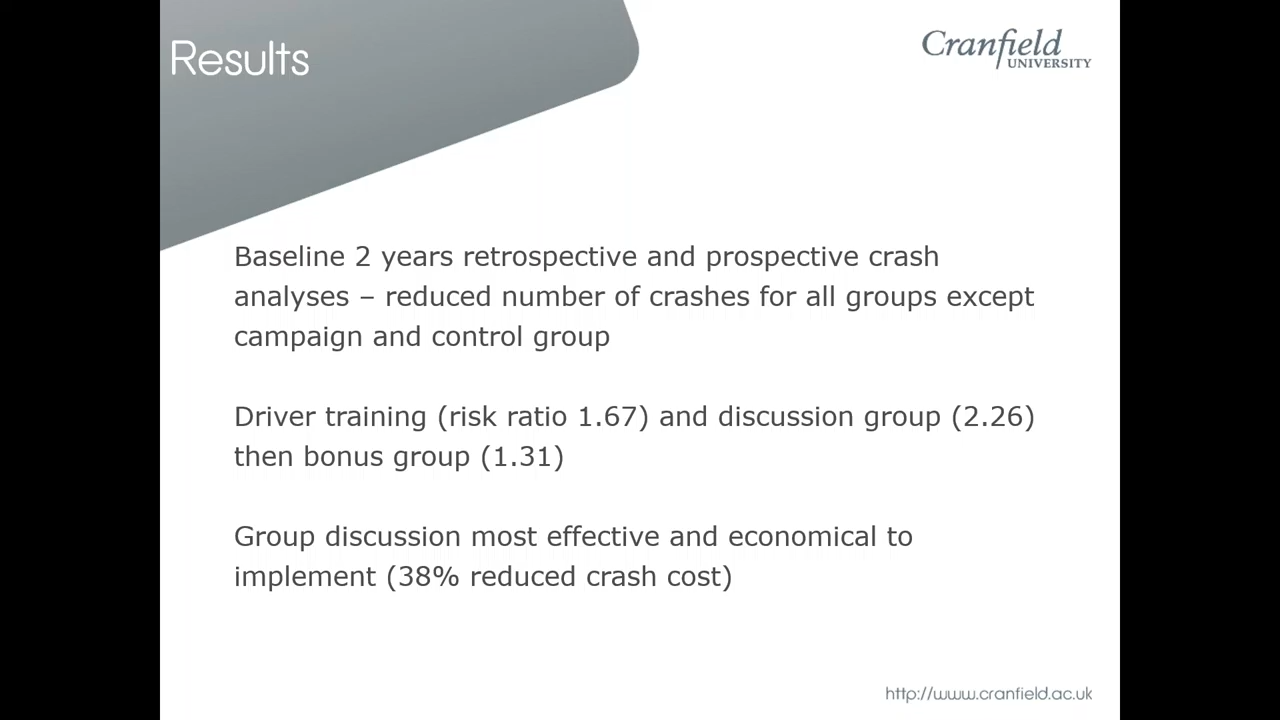 Results
Cranfield
UNIVERSITY
Baseline 2 years retrospective and prospective crash
analyses – reduced number of crashes for all groups except
campaign and control group
Driver training (risk ratio 1.67) and discussion group (2.26)
then bonus group (1.31)
Group discussion most effective and economical to
implement (38% reduced crash cost)
http://www.cranfield.ac.uk